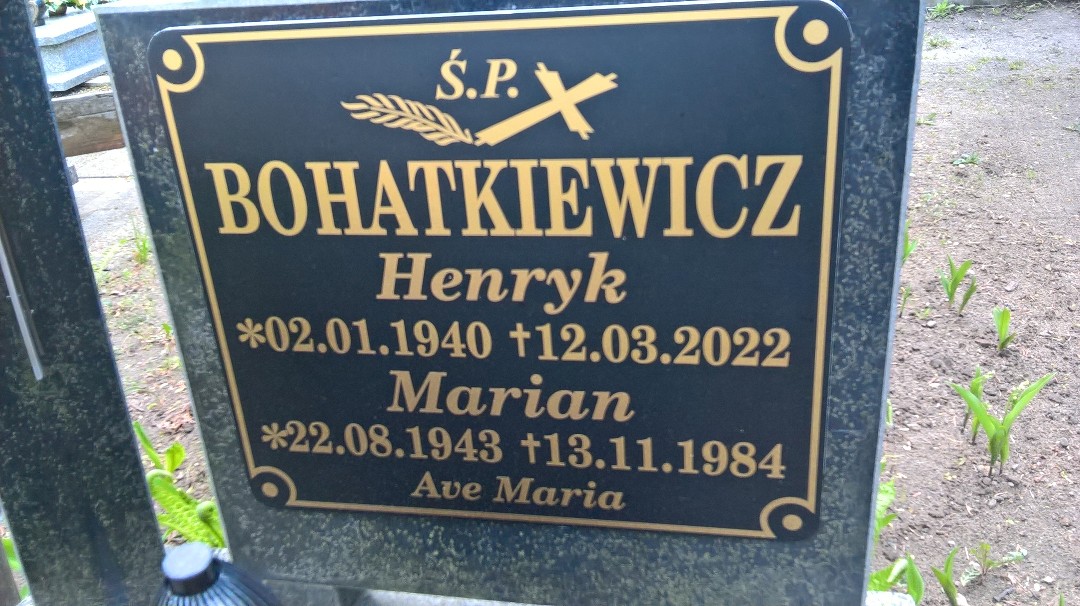 Ś.P.
BOHATKIEWICZ
Henryk
*02.01.1940 †12.03.2022
Marian
*22.08.1943 †13.11.1984
Ave Maria